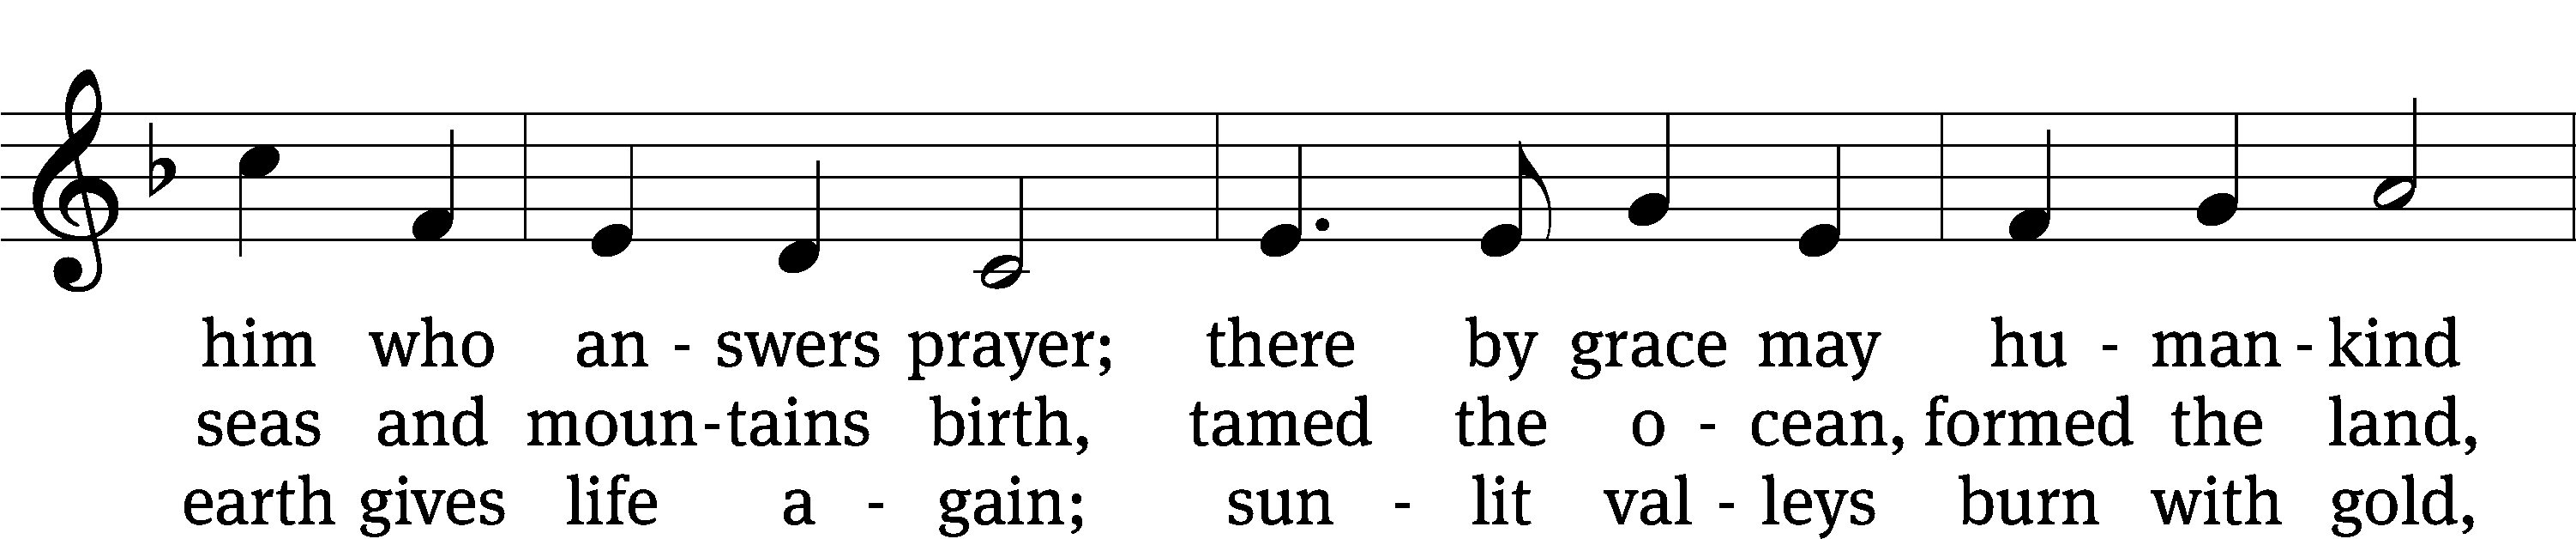 him who an - swers prayer; there by grace may hu - man - kind
seas and moun - tains birth, tamed the o - cean, formed the land,
earth gives life a - gain; sun - lit val - leys burn with gold,